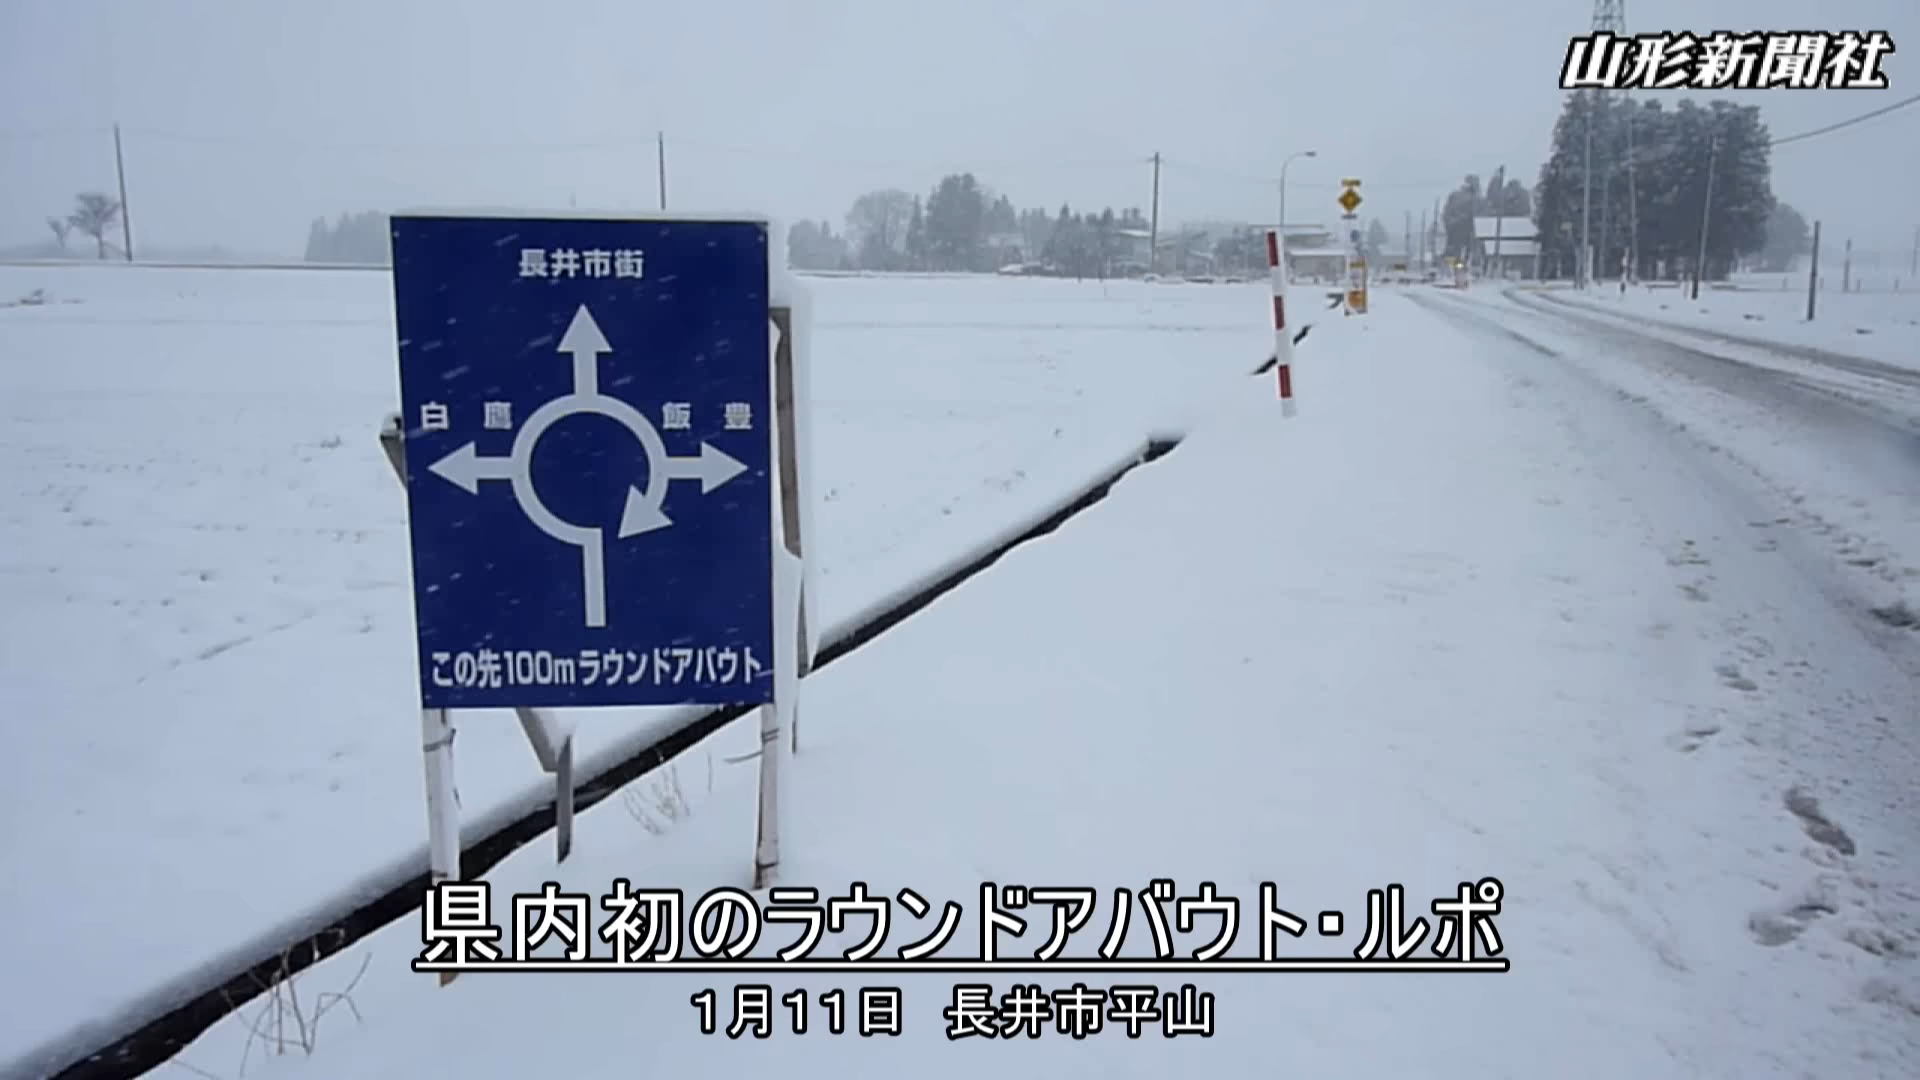 山形新聞社
長井市街
白鷹 飯豊
この先100mラウンドアバウト
県内初のラウンドアバウト・ルポ
1月11日 長井市平山